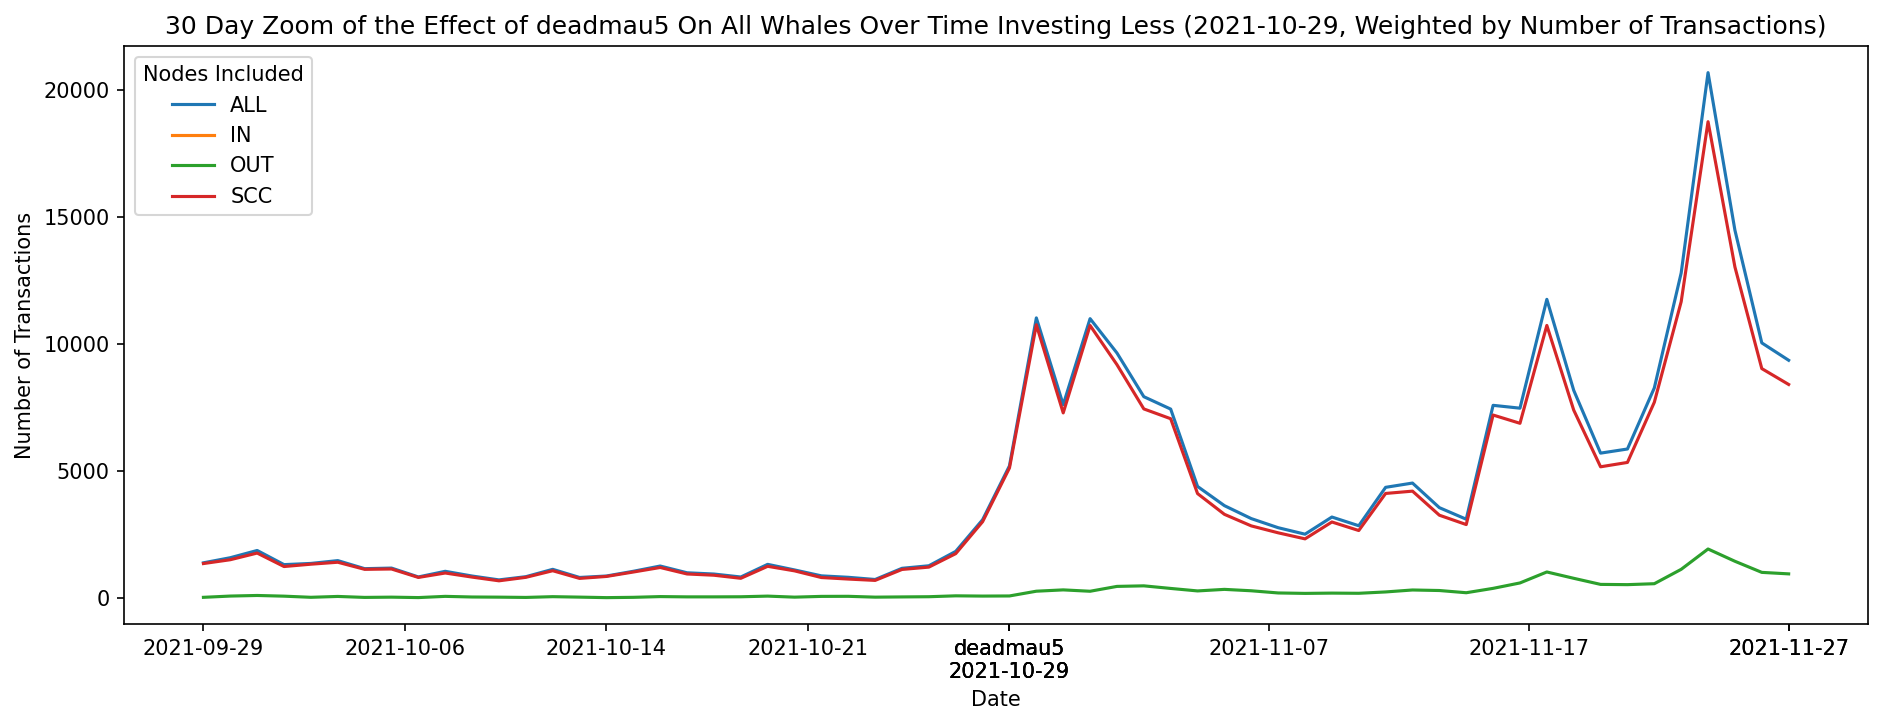 30 Day Zoom of the Effect of deadmau5 On All Whales Over Time Investing Less (2021-10-29, Weighted by Number of Transactions)
Nodes Included
ALL
IN
OUT
SCC
Number of Transactions
20000
15000
10000
5000
0
2021-09-29
2021-10-06
2021-10-14
2021-10-21
deadmau5
2021-10-29
2021-11-07
2021-11-17
2021-11-27
Date